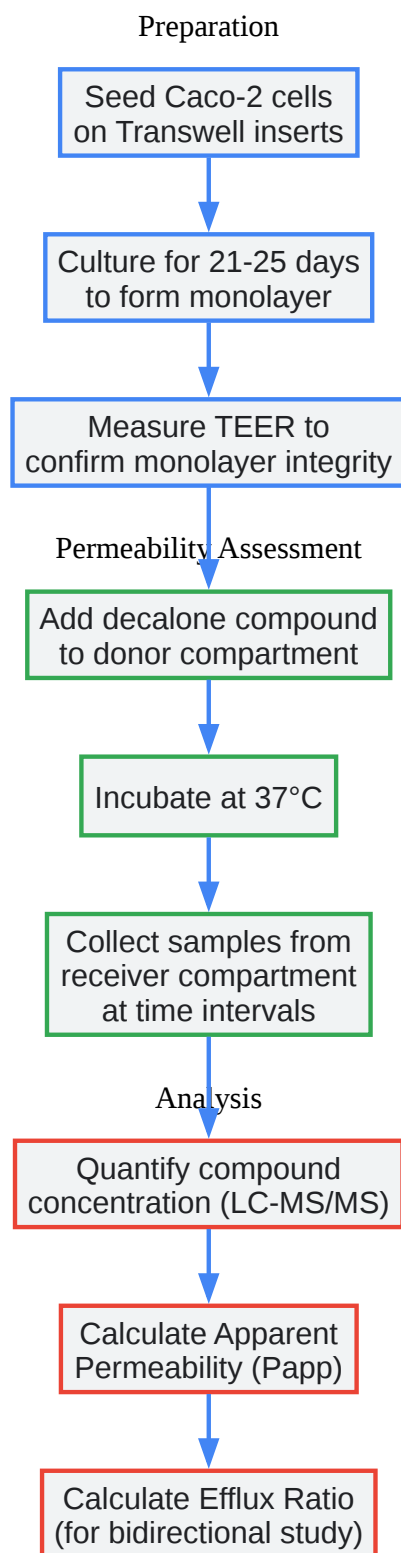 Preparation
Seed Caco-2 cells
on Transwell inserts
Culture for 21-25 days
to form monolayer
Measure TEER to
confirm monolayer integrity
Permeability Assessment
Add decalone compound
to donor compartment
Incubate at 37°C
Collect samples from
receiver compartment
at time intervals
Analysis
Quantify compound
concentration (LC-MS/MS)
Calculate Apparent
Permeability (Papp)
Calculate Efflux Ratio
(for bidirectional study)